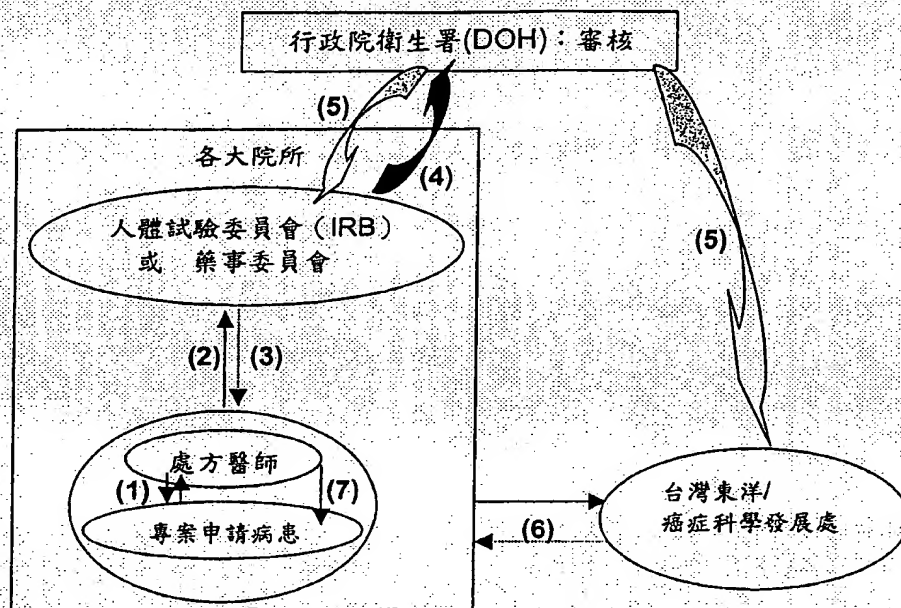 行政院衛生署(DOH)：審核
(5)
各大院所
(4)
人體試驗委員會（IRB）
或 藥事委員會
(5)
(2)
(3)
處方醫師
(1)
(7)
專案申請病患
台灣東洋/
癌症科學發展處
(6)